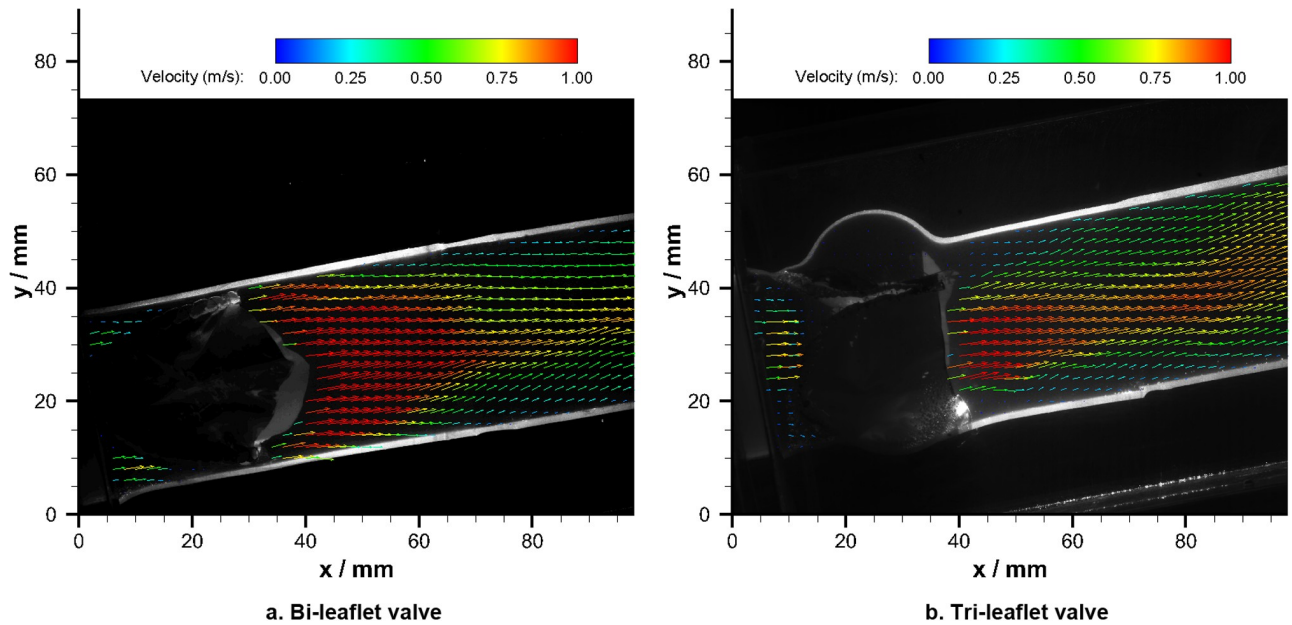 Velocity (m/s): 0.00 0.25 0.50 0.75 1.00
80
60
40
20
0
y / mm
0 20 40 60 80
x / mm
a. Bi-leaflet valve
Velocity (m/s): 0.00 0.25 0.50 0.75 1.00
80
60
40
20
0
y / mm
0 20 40 60 80
x / mm
b. Tri-leaflet valve